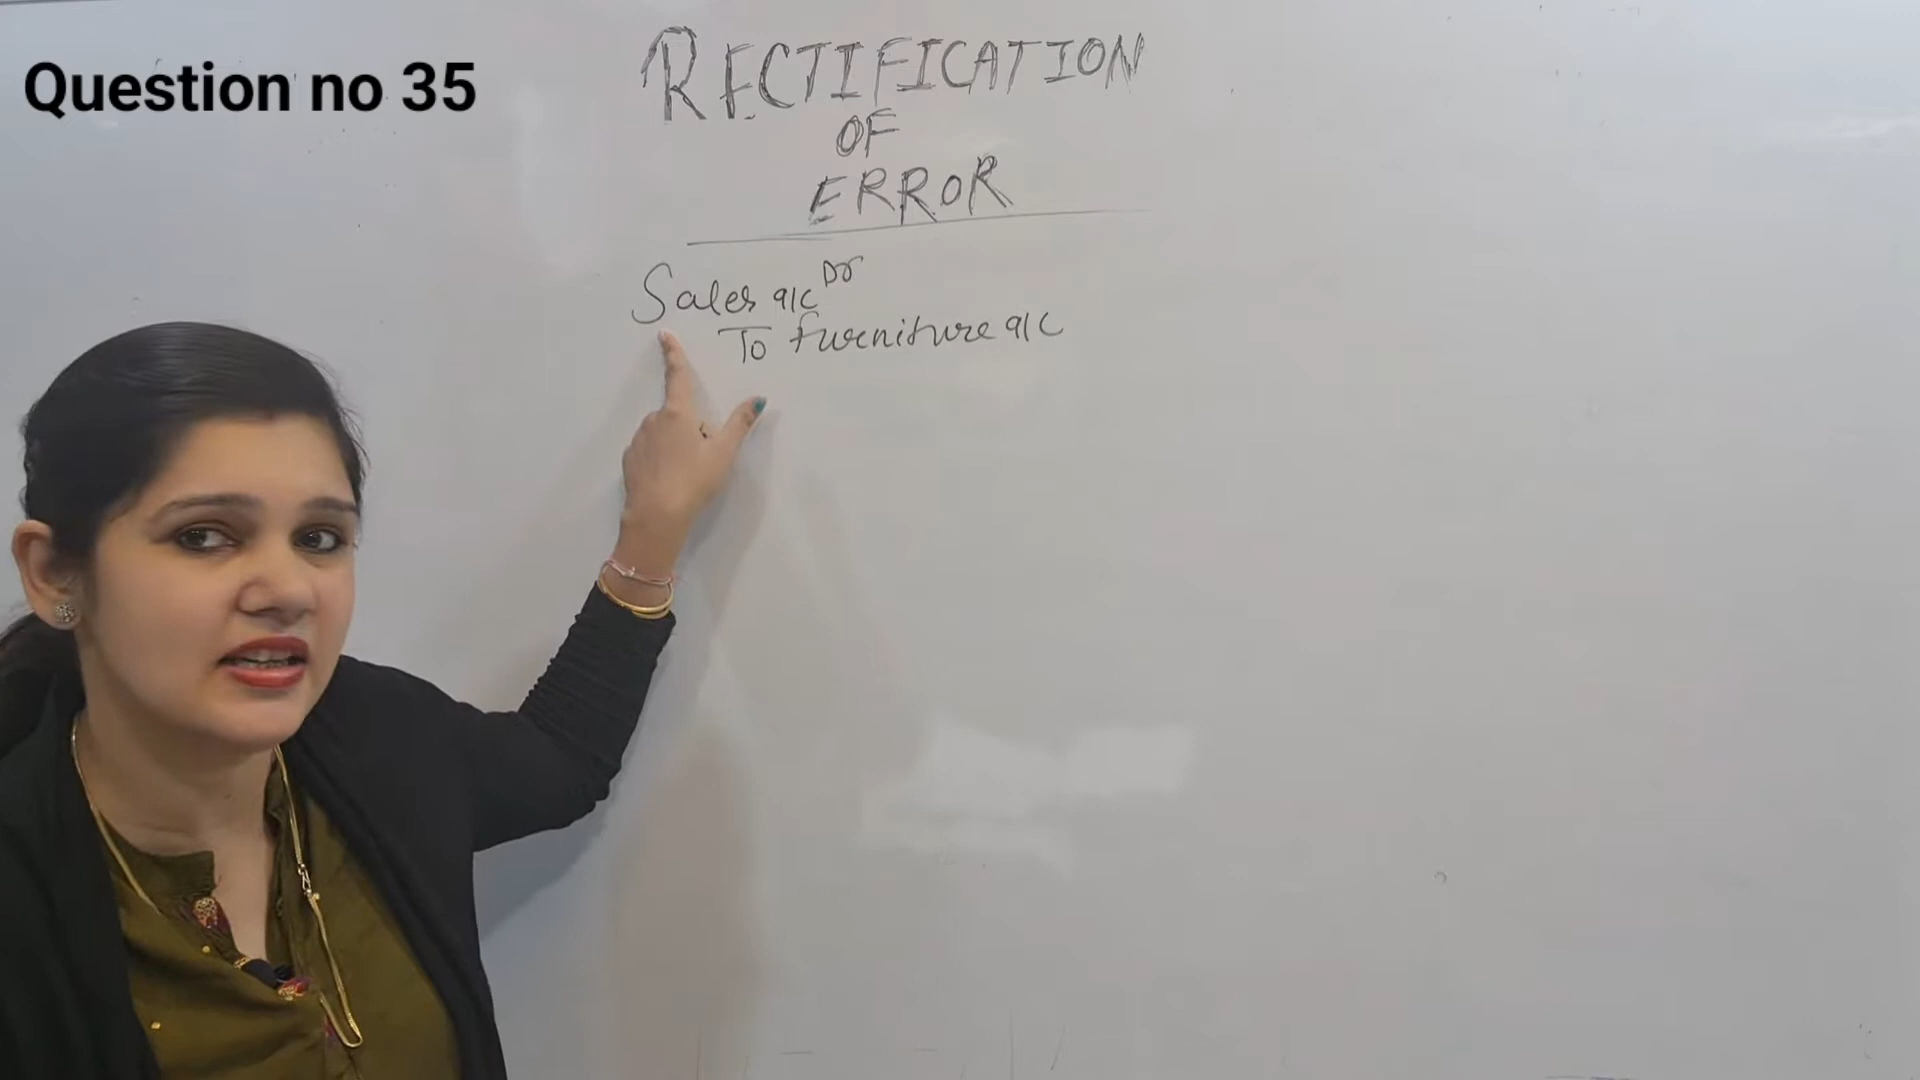 Question no 35
RECTIFICATION
OF
ERROR
Sales a/c Dr
To furniture a/c